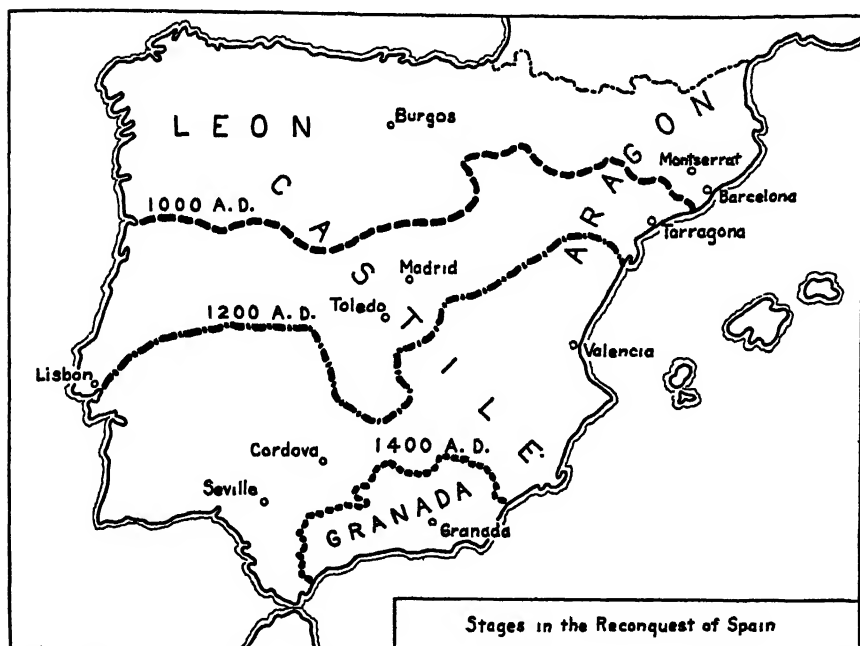 LEON
Burgos
ARAGON
Montserrat
Barcelona
1000 A.D.
CASTILE
Tarragona
Madrid
Toledo
1200 A.D.
Valencia
Lisbon
1400 A.D.
Cordova
Seville
GRANADA
Granada
Stages in the Reconquest of Spain